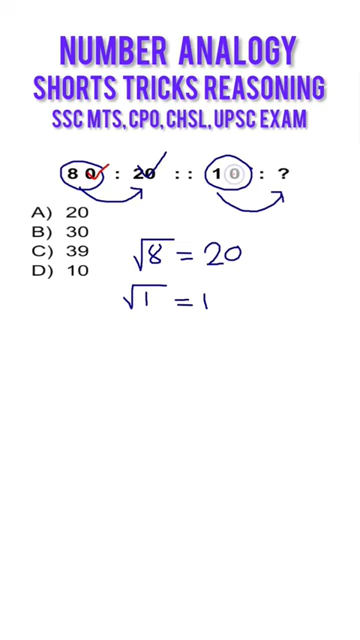 NUMBER ANALOGY
SHORTS TRICKS REASONING
SSC MTS, CPO, CHSL, UPSC EXAM
80 : 20 : : 10 : ?
A) 20
B) 30
C) 39
D) 10
√8 = 20
√1 = 1